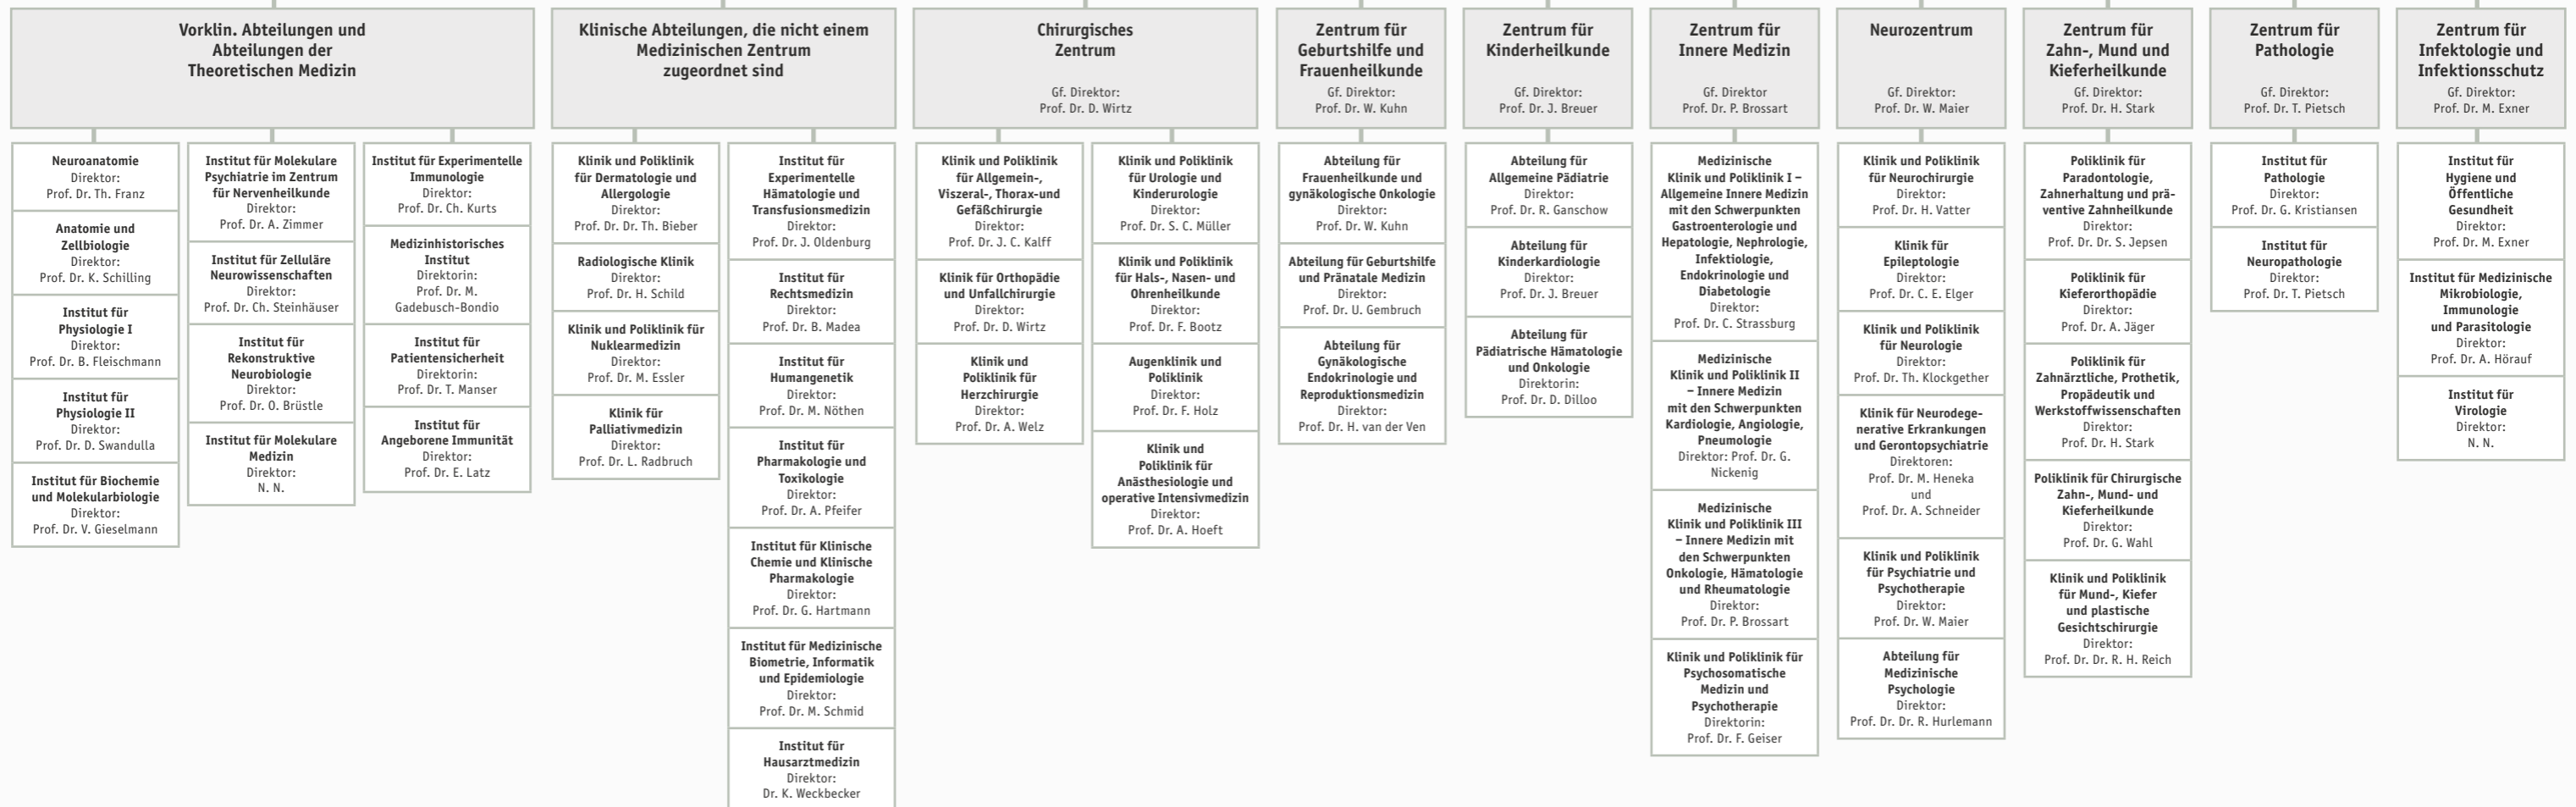 Vorklin. Abteilungen und
Abteilungen der
Theoretischen Medizin
Neuroanatomie
Direktor:
Prof. Dr. Th. Franz
Anatomie und
Zellbiologie
Direktor:
Prof. Dr. K. Schilling
Institut für
Physiologie I
Direktor:
Prof. Dr. B. Fleischmann
Institut für
Physiologie II
Direktor:
Prof. Dr. D. Swandulla
Institut für Biochemie
und Molekularbiologie
Direktor:
Prof. Dr. V. Gieselmann
Institut für Molekulare
Psychiatrie im Zentrum
für Nervenheilkunde
Direktor:
Prof. Dr. A. Zimmer
Institut für Zelluläre
Neurowissenschaften
Direktor:
Prof. Dr. Ch. Steinhäuser
Institut für
Rekonstruktive
Neurobiologie
Direktor:
Prof. Dr. O. Brüstle
Institut für Molekulare
Medizin
Direktor:
N. N.
Institut für Experimentelle
Immunologie
Direktor:
Prof. Dr. Ch. Kurts
Medizinhistorisches
Institut
Direktorin:
Prof. Dr. M.
Gadebusch-Bondio
Institut für
Patientensicherheit
Direktorin:
Prof. Dr. T. Manser
Institut für
Angeborene Immunität
Direktor:
Prof. Dr. E. Latz
Klinische Abteilungen, die nicht einem
Medizinischen Zentrum
zugeordnet sind
Klinik und Poliklinik
für Dermatologie und
Allergologie
Direktor:
Prof. Dr. Dr. Th. Bieber
Radiologische Klinik
Direktor:
Prof. Dr. H. Schild
Klinik und Poliklinik für
Nuklearmedizin
Direktor:
Prof. Dr. M. Essler
Klinik für
Palliativmedizin
Direktor:
Prof. Dr. L. Radbruch
Institut für
Experimentelle
Hämatologie und
Transfusionsmedizin
Direktor:
Prof. Dr. J. Oldenburg
Institut für
Rechtsmedizin
Direktor:
Prof. Dr. B. Madea
Institut für
Humangenetik
Direktor:
Prof. Dr. M. Nöthen
Institut für
Pharmakologie und
Toxikologie
Direktor:
Prof. Dr. A. Pfeifer
Institut für Klinische
Chemie und Klinische
Pharmakologie
Direktor:
Prof. Dr. G. Hartmann
Institut für Medizinische
Biometrie, Informatik
und Epidemiologie
Direktor:
Prof. Dr. M. Schmid
Institut für
Hausarztmedizin
Direktor:
Dr. K. Weckbecker
Chirurgisches
Zentrum
Gf. Direktor:
Prof. Dr. D. Wirtz
Klinik und Poliklinik
für Allgemein-,
Viszeral-, Thorax-und
Gefäßchirurgie
Direktor:
Prof. Dr. J. C. Kalff
Klinik für Orthopädie
und Unfallchirurgie
Direktor:
Prof. Dr. D. Wirtz
Klinik und
Poliklinik für
Herzchirurgie
Direktor:
Prof. Dr. A. Welz
Klinik und Poliklinik
für Urologie und
Kinderurologie
Direktor:
Prof. Dr. S. C. Müller
Klinik und Poliklinik
für Hals-, Nasen- und
Ohrenheilkunde
Direktor:
Prof. Dr. F. Bootz
Augenklinik und
Poliklinik
Direktor:
Prof. Dr. F. Holz
Klinik und
Poliklinik für
Anästhesiologie und
operative Intensivmedizin
Direktor:
Prof. Dr. A. Hoeft
Zentrum für
Geburtshilfe und
Frauenheilkunde
Gf. Direktor:
Prof. Dr. W. Kuhn
Abteilung für
Frauenheilkunde und
gynäkologische Onkologie
Direktor:
Prof. Dr. W. Kuhn
Abteilung für Geburtshilfe
und Pränatale Medizin
Direktor:
Prof. Dr. U. Gembruch
Abteilung für
Gynäkologische
Endokrinologie und
Reproduktionsmedizin
Direktor:
Prof. Dr. H. van der Ven
Zentrum für
Kinderheilkunde
Gf. Direktor:
Prof. Dr. J. Breuer
Abteilung für
Allgemeine Pädiatrie
Direktor:
Prof. Dr. R. Ganschow
Abteilung für
Kinderkardiologie
Direktor:
Prof. Dr. J. Breuer
Abteilung für
Pädiatrische Hämatologie
und Onkologie
Direktorin:
Prof. Dr. D. Dilloo
Zentrum für
Innere Medizin
Gf. Direktor
Prof. Dr. P. Brossart
Medizinische
Klinik und Poliklinik I –
Allgemeine Innere Medizin
mit den Schwerpunkten
Gastroenterologie und
Hepatologie, Nephrologie,
Infektiologie,
Endokrinologie und
Diabetologie
Direktor:
Prof. Dr. C. Strassburg
Medizinische
Klinik und Poliklinik II
– Innere Medizin
mit den Schwerpunkten
Kardiologie, Angiologie,
Pneumologie
Direktor: Prof. Dr. G.
Nickenig
Medizinische
Klinik und Poliklinik III
– Innere Medizin mit
den Schwerpunkten
Onkologie, Hämatologie
und Rheumatologie
Direktor:
Prof. Dr. P. Brossart
Klinik und Poliklinik für
Psychosomatische
Medizin und
Psychotherapie
Direktorin:
Prof. Dr. F. Geiser
Neurozentrum
Gf. Direktor:
Prof. Dr. W. Maier
Klinik und Poliklinik
für Neurochirurgie
Direktor:
Prof. Dr. H. Vatter
Klinik für
Epileptologie
Direktor:
Prof. Dr. C. E. Elger
Klinik und Poliklinik
für Neurologie
Direktor:
Prof. Dr. Th. Klockgether
Klinik für Neurodege-
nerative Erkrankungen
und Gerontopsychiatrie
Direktoren:
Prof. Dr. M. Heneka
und
Prof. Dr. A. Schneider
Klinik und Poliklinik
für Psychiatrie und
Psychotherapie
Direktor:
Prof. Dr. W. Maier
Abteilung für
Medizinische
Psychologie
Direktor:
Prof. Dr. Dr. R. Hurlemann
Zentrum für
Zahn-, Mund und
Kieferheilkunde
Gf. Direktor:
Prof. Dr. H. Stark
Poliklinik für
Paradontologie,
Zahnerhaltung und prä-
ventive Zahnheilkunde
Direktor:
Prof. Dr. Dr. S. Jepsen
Poliklinik für
Kieferorthopädie
Direktor:
Prof. Dr. A. Jäger
Poliklinik für
Zahnärztliche, Prothetik,
Propädeutik und
Werkstoffwissenschaften
Direktor:
Prof. Dr. H. Stark
Poliklinik für Chirurgische
Zahn-, Mund- und
Kieferheilkunde
Direktor:
Prof. Dr. G. Wahl
Klinik und Poliklinik
für Mund-, Kiefer
und plastische
Gesichtschirurgie
Direktor:
Prof. Dr. Dr. R. H. Reich
Zentrum für
Pathologie
Gf. Direktor:
Prof. Dr. T. Pietsch
Institut für
Pathologie
Direktor:
Prof. Dr. G. Kristiansen
Institut für
Neuropathologie
Direktor:
Prof. Dr. T. Pietsch
Zentrum für
Infektologie und
Infektionsschutz
Gf. Direktor:
Prof. Dr. M. Exner
Institut für
Hygiene und
Öffentliche
Gesundheit
Direktor:
Prof. Dr. M. Exner
Institut für Medizinische
Mikrobiologie,
Immunologie
und Parasitologie
Direktor:
Prof. Dr. A. Hörauf
Institut für
Virologie
Direktor:
N. N.